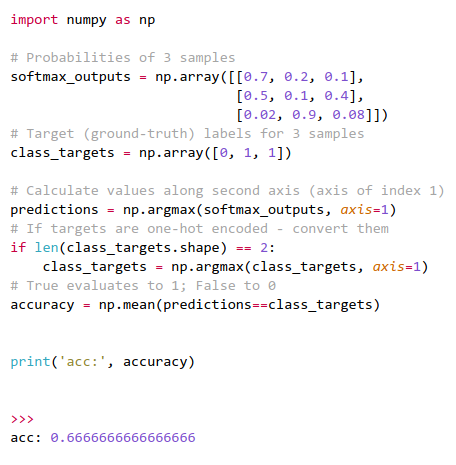 import numpy as np
# Probabilities of 3 samples
softmax_outputs = np.array([[0.7, 0.2, 0.1],
                            [0.5, 0.1, 0.4],
                            [0.02, 0.9, 0.08]])
# Target (ground-truth) labels for 3 samples
class_targets = np.array([0, 1, 1])
# Calculate values along second axis (axis of index 1)
predictions = np.argmax(softmax_outputs, axis=1)
# If targets are one-hot encoded - convert them
if len(class_targets.shape) == 2:
    class_targets = np.argmax(class_targets, axis=1)
# True evaluates to 1; False to 0
accuracy = np.mean(predictions==class_targets)
print('acc:', accuracy)
>>>
acc: 0.6666666666666666